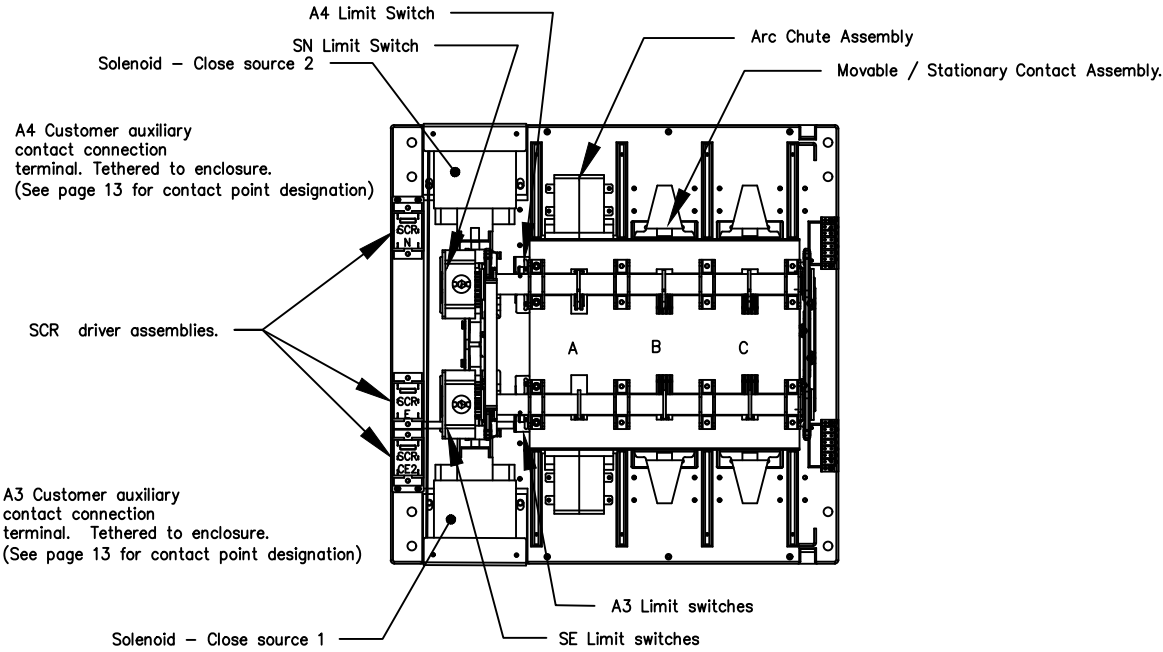 A4 Limit Switch
SN Limit Switch
Solenoid – Close source 2
Arc Chute Assembly
Movable / Stationary Contact Assembly.
A4 Customer auxiliary
contact connection
terminal. Tethered to enclosure.
(See page 13 for contact point designation)
SCR
N
SCR driver assemblies.
A
B
C
SCR
E
SCR
CE2
A3 Customer auxiliary
contact connection
terminal. Tethered to enclosure.
(See page 13 for contact point designation)
A3 Limit switches
Solenoid – Close source 1
SE Limit switches